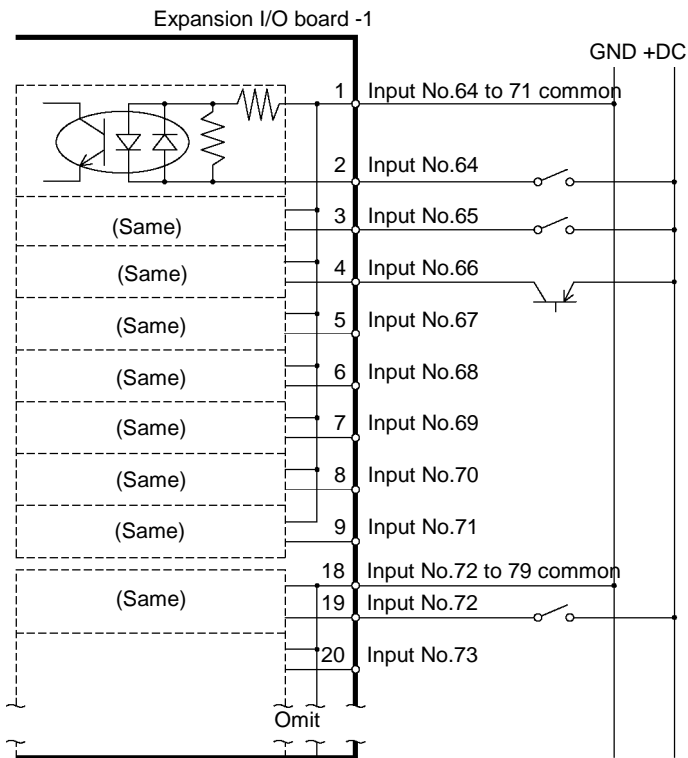 Expansion I/O board -1
GND +DC
1 Input No.64 to 71 common
2 Input No.64
(Same) 3 Input No.65
(Same) 4 Input No.66
(Same) 5 Input No.67
(Same) 6 Input No.68
(Same) 7 Input No.69
(Same) 8 Input No.70
(Same) 9 Input No.71
18 Input No.72 to 79 common
(Same) 19 Input No.72
20 Input No.73
Omit